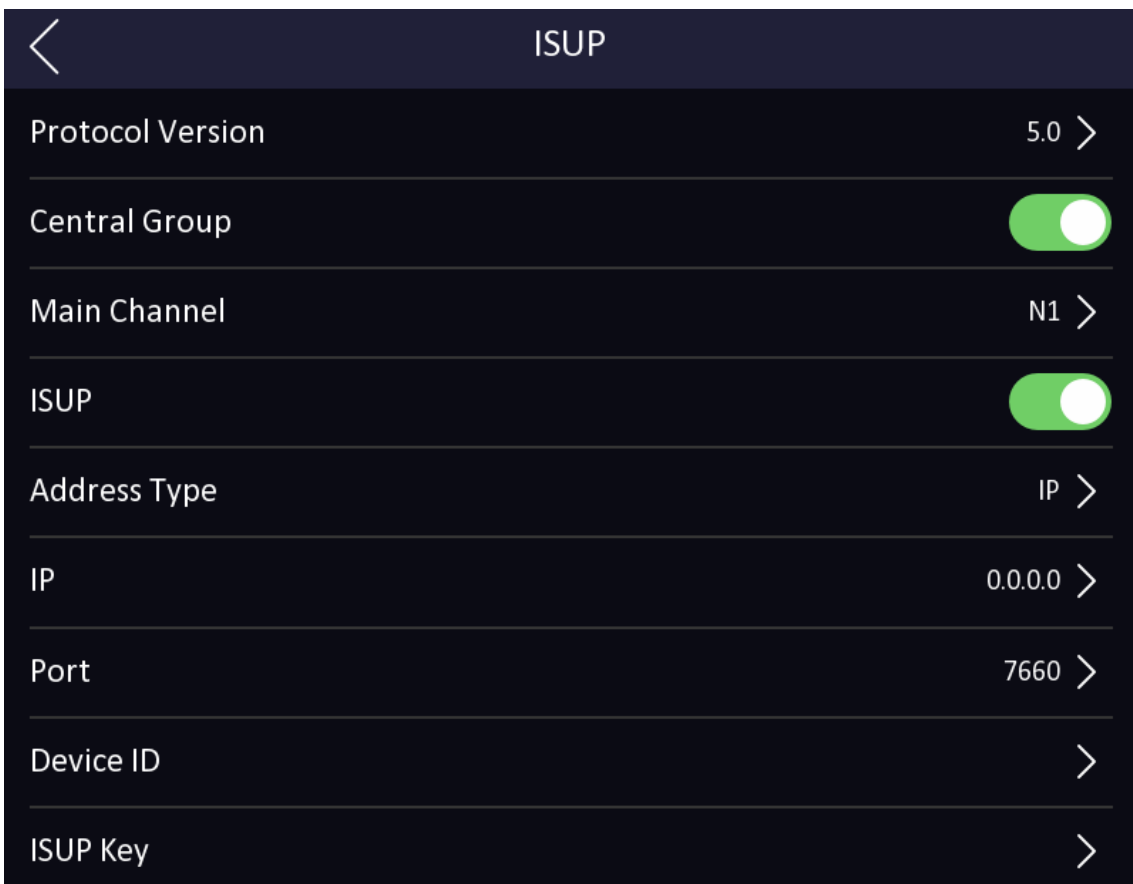 ISUP
Protocol Version 5.0
Central Group
Main Channel N1
ISUP
Address Type IP
IP 0.0.0.0
Port 7660
Device ID
ISUP Key